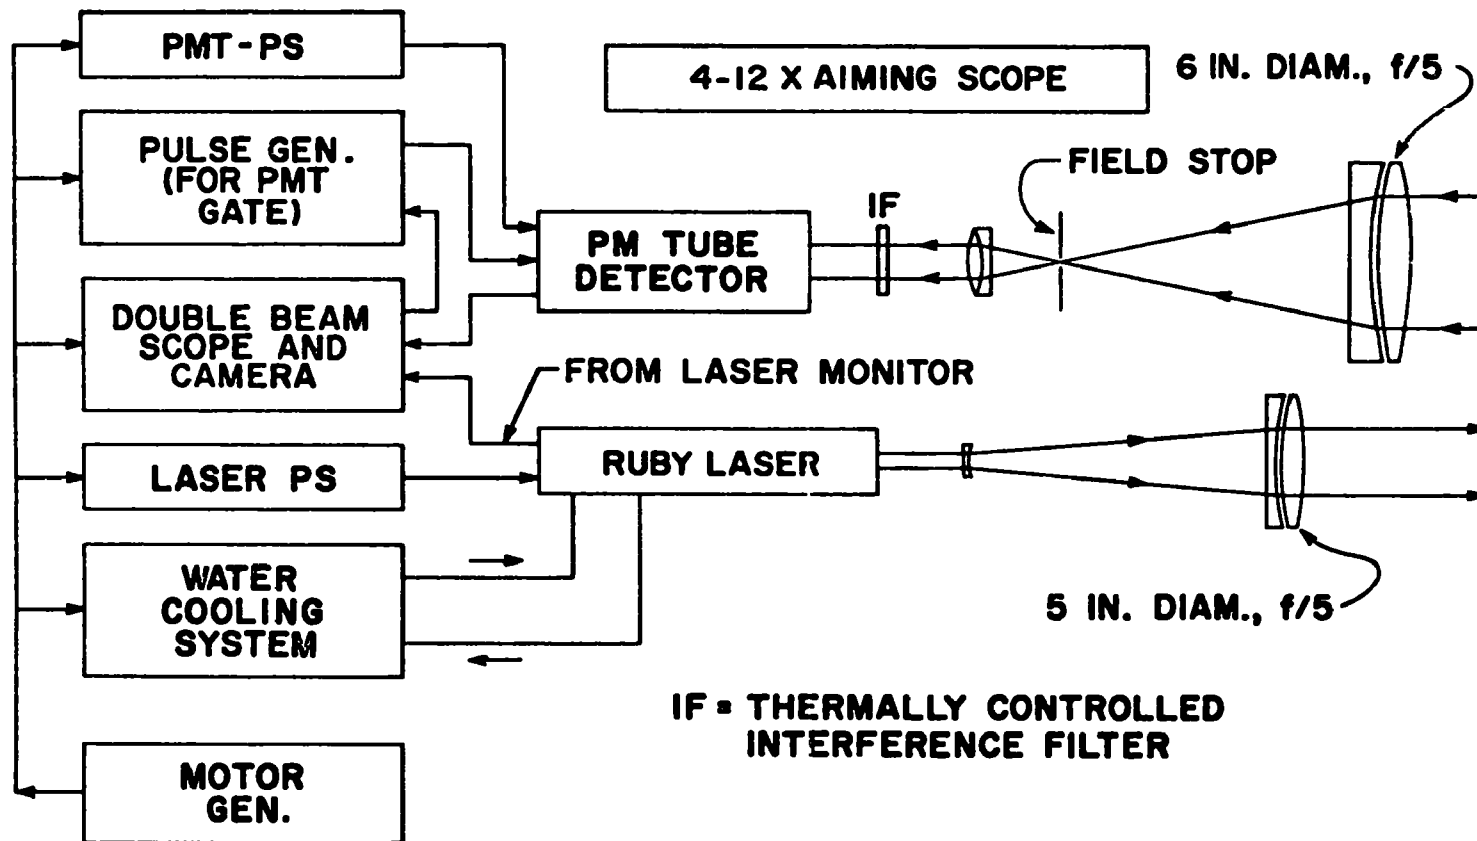 PMT-PS
4-12 X AIMING SCOPE
6 IN. DIAM., f/5
PULSE GEN.
(FOR PMT
GATE)
FIELD STOP
IF
PM TUBE
DETECTOR
DOUBLE BEAM
SCOPE AND
CAMERA
FROM LASER MONITOR
LASER PS
RUBY LASER
WATER
COOLING
SYSTEM
5 IN. DIAM., f/5
IF = THERMALLY CONTROLLED
INTERFERENCE FILTER
MOTOR
GEN.